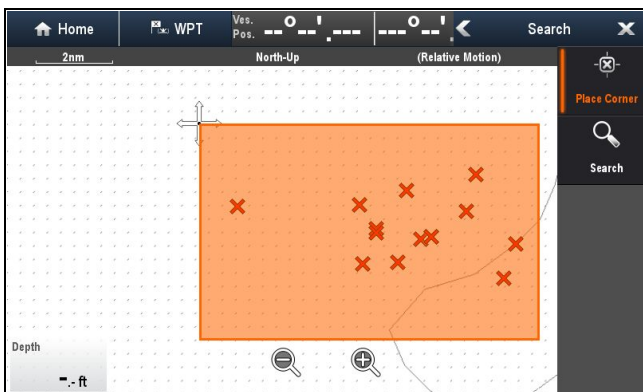 Home
WPT
Ves. Pos. --°--'.--- ---°--'.
Search
2nm
North-Up
(Relative Motion)
Place Corner
Search
Depth
-.- ft